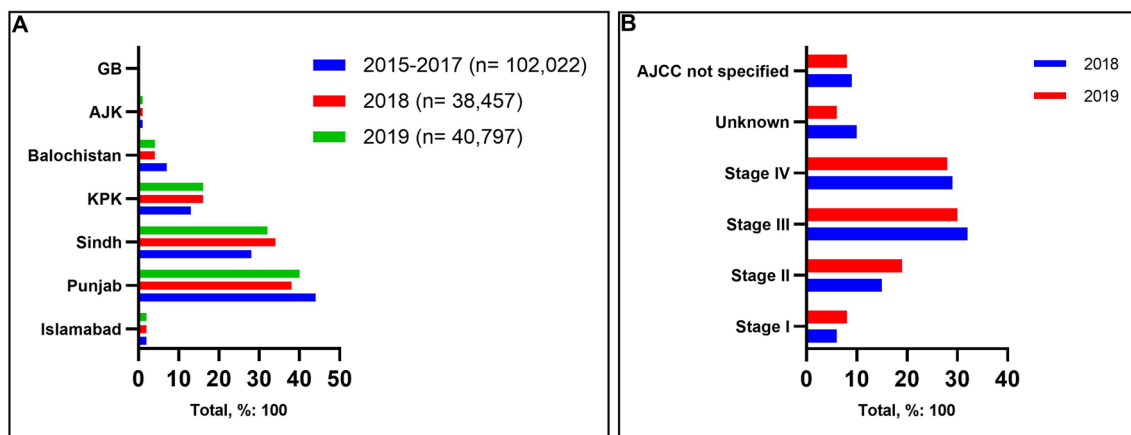 A
GB
AJK
Balochistan
KPK
Sindh
Punjab
Islamabad
0 10 20 30 40 50
Total, %: 100
2015-2017 (n= 102,022)
2018 (n= 38,457)
2019 (n= 40,797)
B
AJCC not specified
Unknown
Stage IV
Stage III
Stage II
Stage I
0 10 20 30 40
Total, %: 100
2018
2019